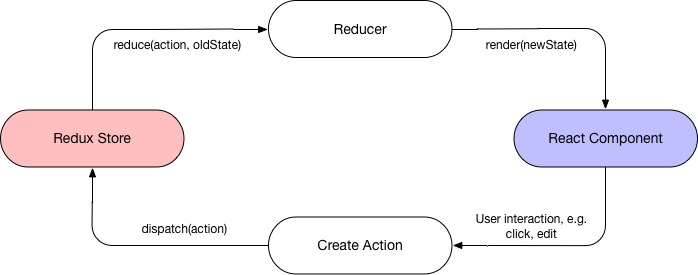 Reducer
reduce(action, oldState)
render(newState)
Redux Store
React Component
User interaction, e.g.
click, edit
dispatch(action)
Create Action